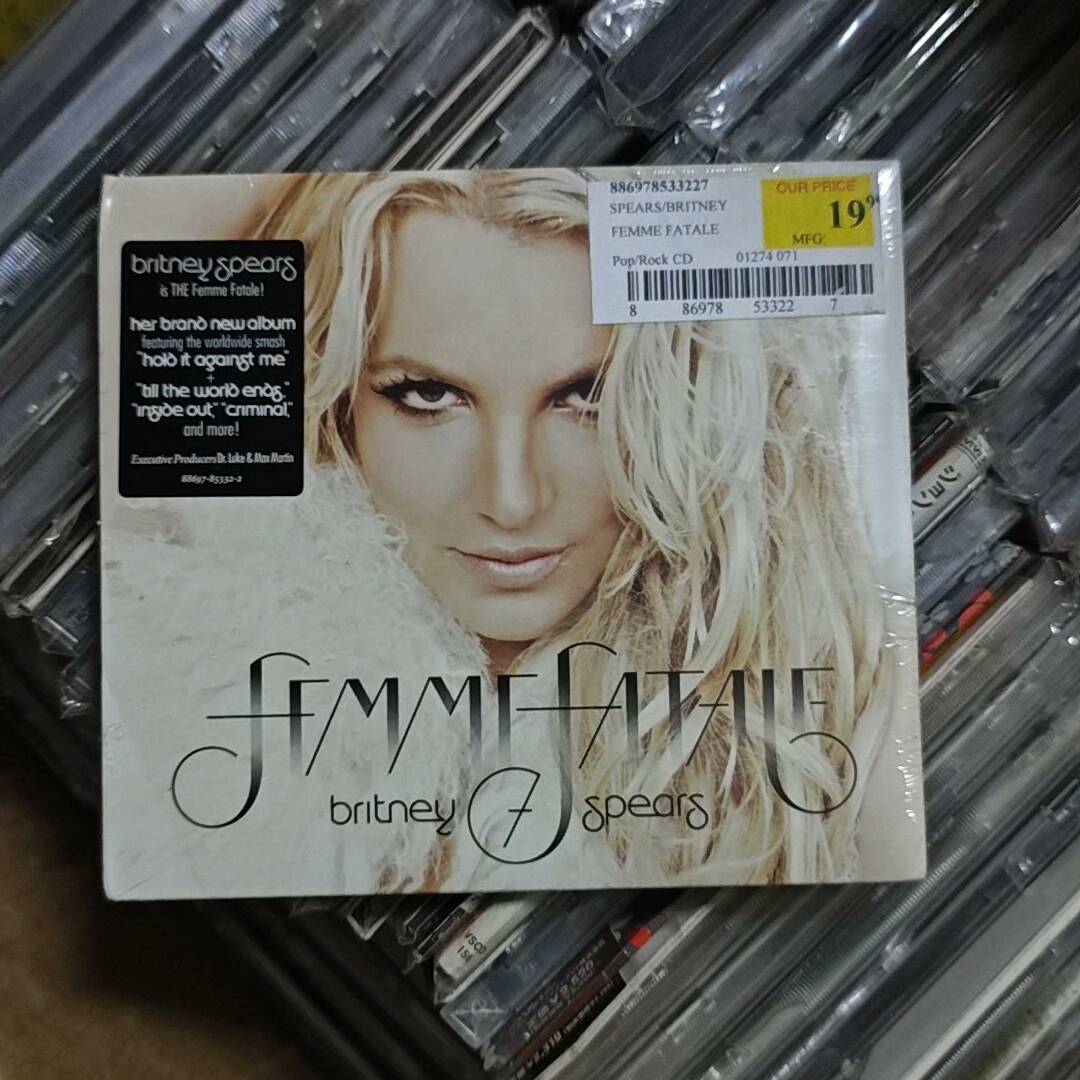 886978533227
SPEARS/BRITNEY
FEMME FATALE
Pop/Rock CD 01274 071
OUR PRICE
19⁹⁹
MFG:
8 86978 53322 7
britney spears
is THE Femme Fatale!
her brand new album
featuring the worldwide smash
"hold it against me"
+
"till the world ends,"
"inside out," "criminal,"
and more!
Executive Producers Dr. Luke & Max Martin
88697-85332-2
FEMME FATALE
britney 7 spears